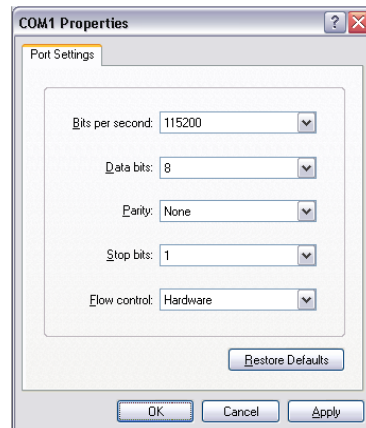 COM1 Properties
Port Settings
Bits per second: 115200
Data bits: 8
Parity: None
Stop bits: 1
Flow control: Hardware
Restore Defaults
OK Cancel Apply